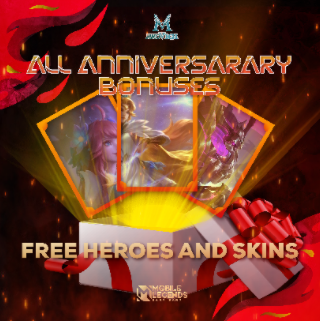 ALL ANNIVERSARARY
BONUSES
FREE HEROES AND SKINS
MOBILE
LEGENDS